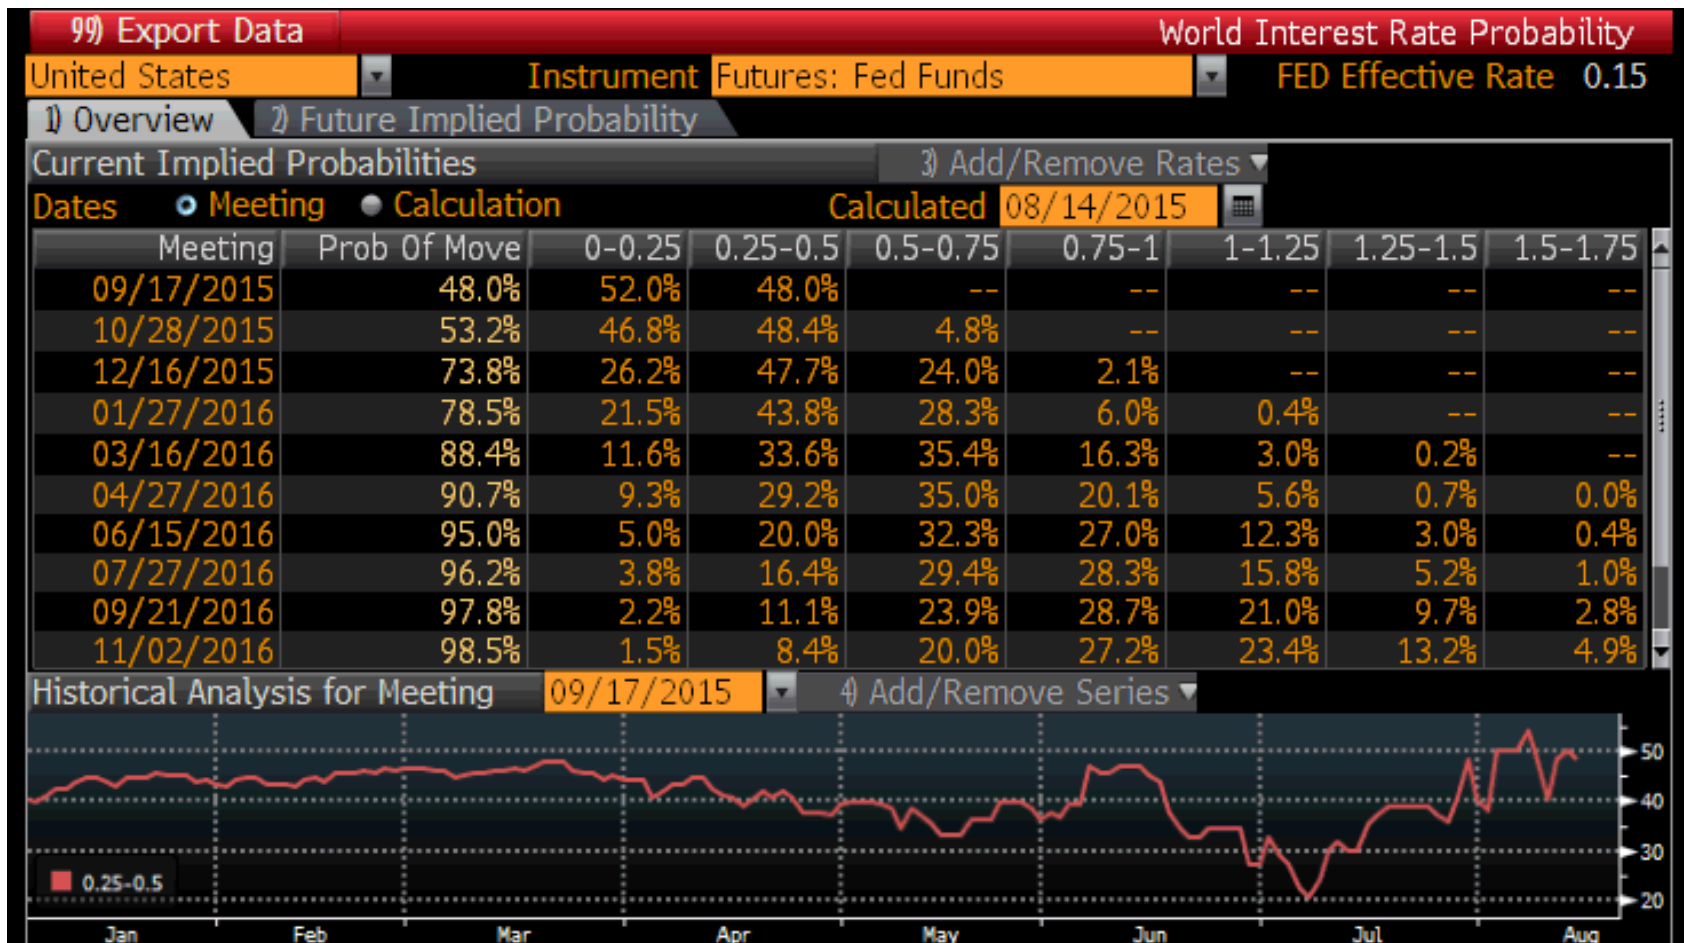 99) Export Data World Interest Rate Probability
United States Instrument Futures: Fed Funds FED Effective Rate 0.15
1) Overview 2) Future Implied Probability
Current Implied Probabilities 3) Add/Remove Rates
Dates Meeting Calculation Calculated 08/14/2015
Meeting Prob Of Move 0-0.25 0.25-0.5 0.5-0.75 0.75-1 1-1.25 1.25-1.5 1.5-1.75
09/17/2015 48.0% 52.0% 48.0% -- -- -- -- --
10/28/2015 53.2% 46.8% 48.4% 4.8% -- -- -- --
12/16/2015 73.8% 26.2% 47.7% 24.0% 2.1% -- -- --
01/27/2016 78.5% 21.5% 43.8% 28.3% 6.0% 0.4% -- --
03/16/2016 88.4% 11.6% 33.6% 35.4% 16.3% 3.0% 0.2% --
04/27/2016 90.7% 9.3% 29.2% 35.0% 20.1% 5.6% 0.7% 0.0%
06/15/2016 95.0% 5.0% 20.0% 32.3% 27.0% 12.3% 3.0% 0.4%
07/27/2016 96.2% 3.8% 16.4% 29.4% 28.3% 15.8% 5.2% 1.0%
09/21/2016 97.8% 2.2% 11.1% 23.9% 28.7% 21.0% 9.7% 2.8%
11/02/2016 98.5% 1.5% 8.4% 20.0% 27.2% 23.4% 13.2% 4.9%
Historical Analysis for Meeting 09/17/2015 4) Add/Remove Series
50
40
30
0.25-0.5
20
Jan Feb Mar Apr May Jun Jul Aug